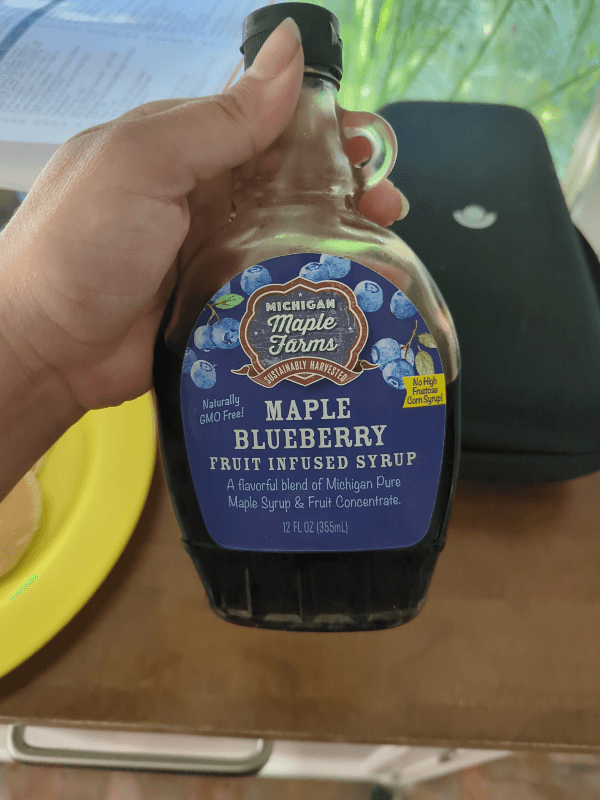 MICHIGAN
Maple
Farms
SUSTAINABLY HARVESTED
No High
Fructose
Corn Syrup!
Naturally
GMO Free!
MAPLE
BLUEBERRY
FRUIT INFUSED SYRUP
A flavorful blend of Michigan Pure
Maple Syrup & Fruit Concentrate.
12 FL OZ (355mL)